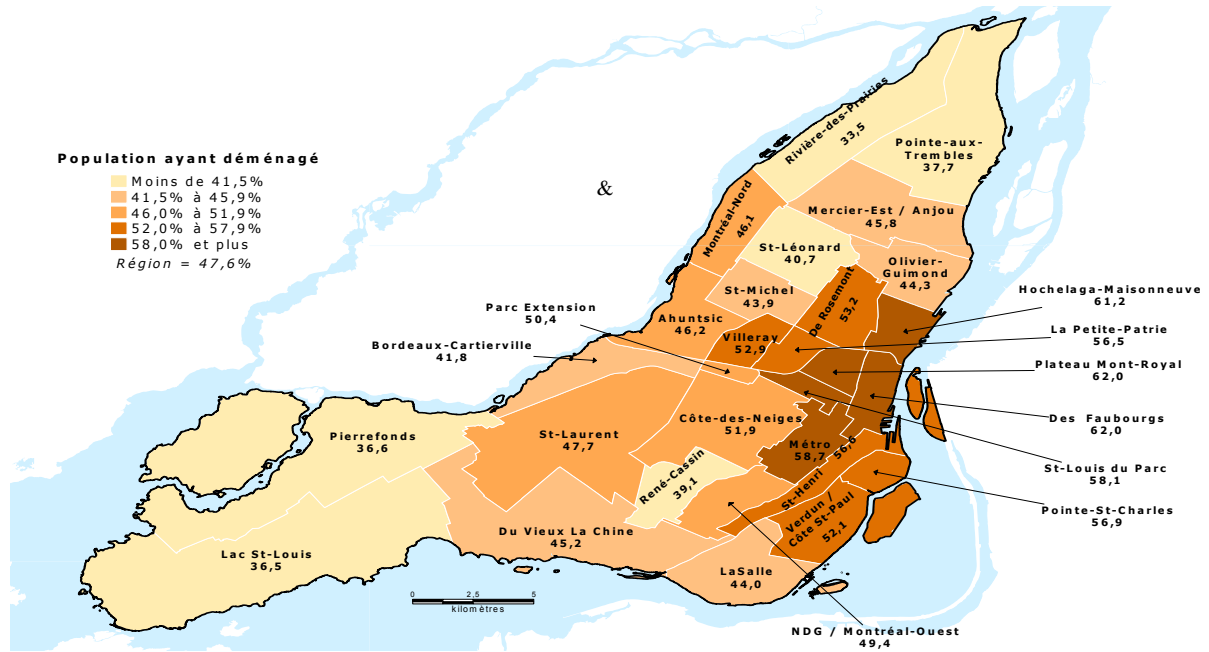 Population ayant déménagé
Moins de 41,5%
41,5% à 45,9%
46,0% à 51,9%
52,0% à 57,9%
58,0% et plus
Région = 47,6%
&
Rivière-des-Prairies
33,5
Pointe-aux-
Trembles
37,7
Montréal-Nord
46,1
Mercier-Est / Anjou
45,8
St-Léonard
40,7
Olivier-
Guimond
44,3
St-Michel
43,9
De Rosemont
53,2
Hochelaga-Maisonneuve
61,2
Parc Extension
50,4
Ahuntsic
46,2
Villeray
52,9
La Petite-Patrie
56,5
Bordeaux-Cartierville
41,8
Plateau Mont-Royal
62,0
Côte-des-Neiges
51,9
Des Faubourgs
62,0
Pierrefonds
36,6
St-Laurent
47,7
Métro
58,7
St-Louis du Parc
58,1
René-Cassin
39,1
St-Henri
56,6
Verdun /
Côte St-Paul
52,1
Pointe-St-Charles
56,9
Du Vieux La Chine
45,2
Lac St-Louis
36,5
LaSalle
44,0
0 2,5 5
kilomètres
NDG / Montréal-Ouest
49,4